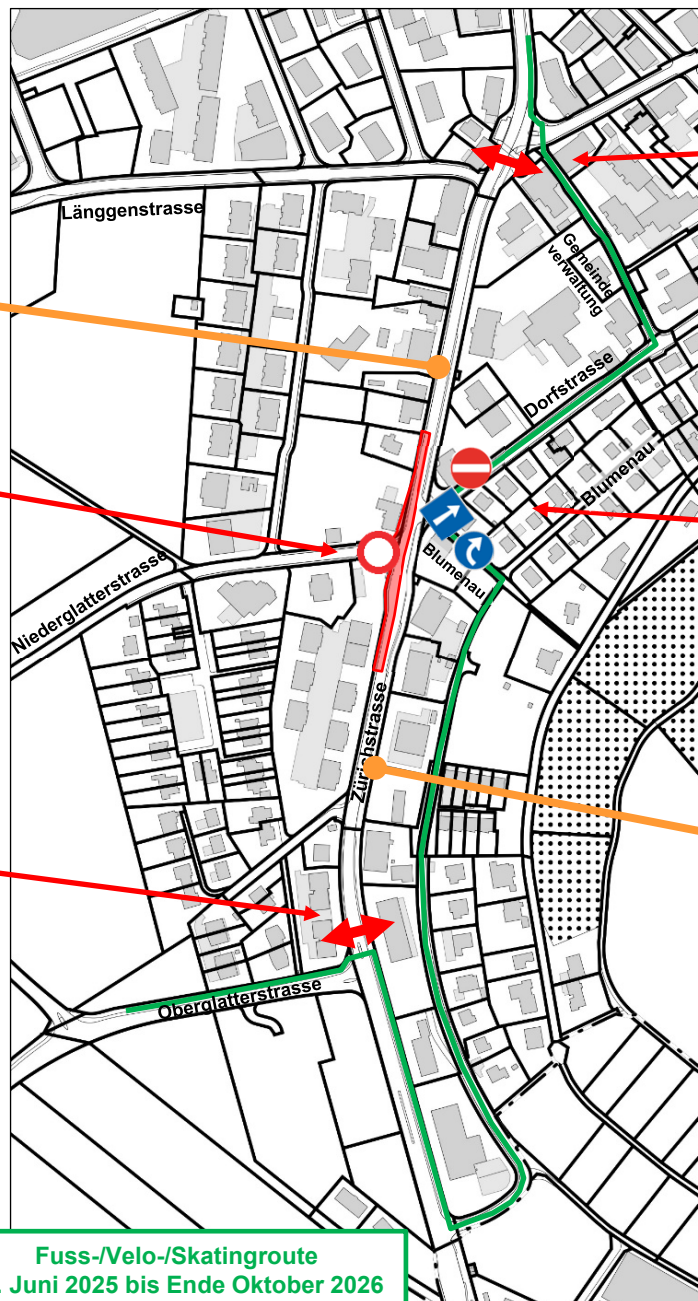 Länggenstrasse
Gemeinde
verwaltung
Dorfstrasse
Blumenau
Blumenau
Niederglatterstrasse
Zürichstrasse
Oberglatterstrasse
Fuss-/Velo-/Skatingroute
. Juni 2025 bis Ende Oktober 2026